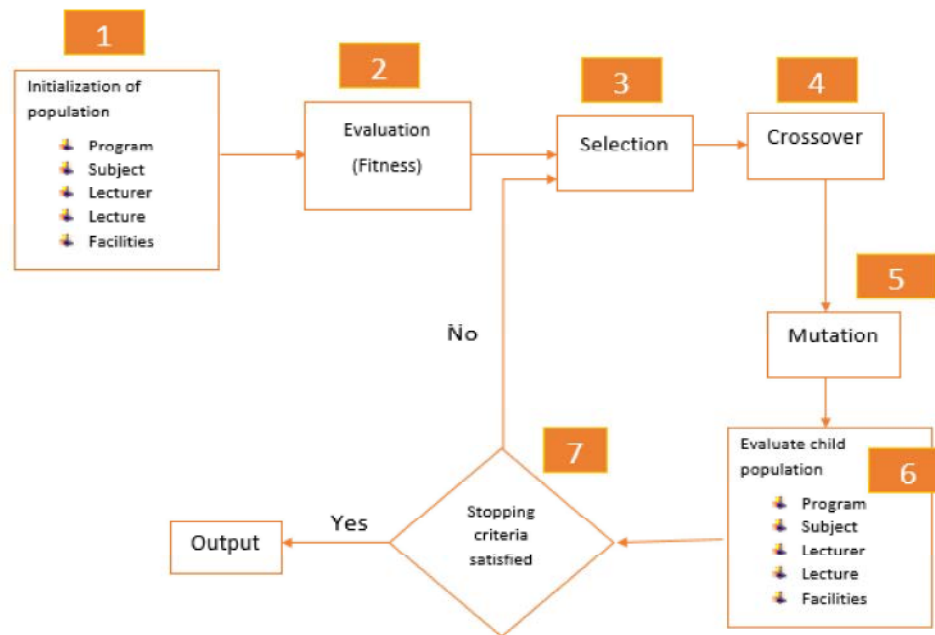 1
Initialization of
population
Program
Subject
Lecturer
Lecture
Facilities
2
Evaluation
(Fitness)
3
Selection
4
Crossover
5
Mutation
6
Evaluate child
population
Program
Subject
Lecturer
Lecture
Facilities
7
Stopping
criteria
satisfied
No
Yes
Output